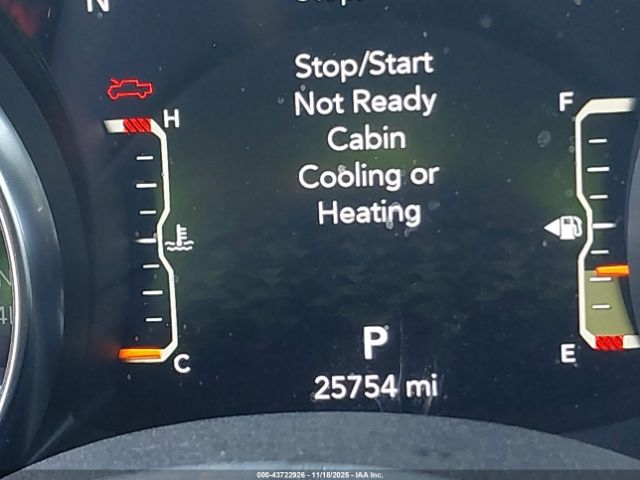 N
Stop/Start
Not Ready
Cabin
Cooling or
Heating
H
F
C
E
P
25754 mi
000-43722926 - 11/18/2025 - IAA Inc.